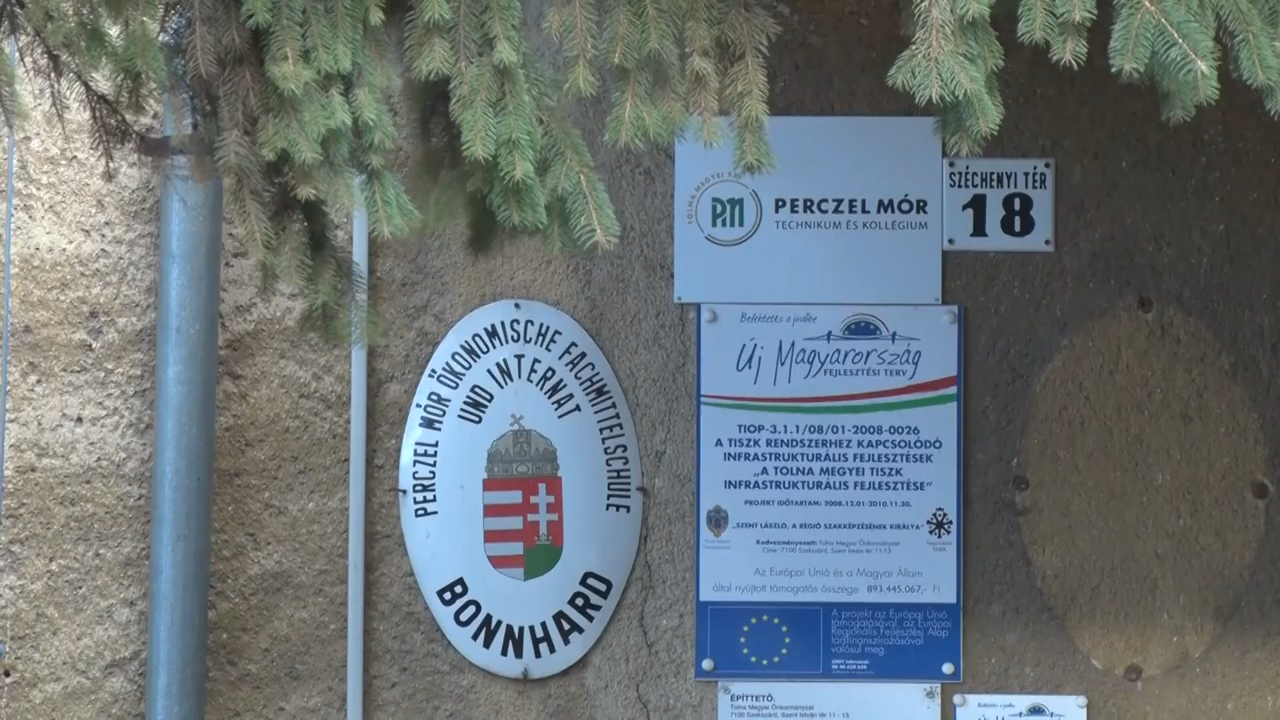 PERCZEL MÓR ÖKONOMISCHE FACHMITTELSCHULE
UND INTERNAT
BONNHARD
TOLNA MEGYEI
PM
PERCZEL MÓR
TECHNIKUM ÉS KOLLÉGIUM
SZÉCHENYI TÉR
18
Befektetés a jövőbe
Új Magyarország
FEJLESZTÉSI TERV
TIOP-3.1.1/08/01-2008-0026
A TISZK RENDSZERHEZ KAPCSOLÓDÓ
INFRASTRUKTURÁLIS FEJLESZTÉSEK
„A TOLNA MEGYEI TISZK
INFRASTRUKTURÁLIS FEJLESZTÉSE”
PROJEKT IDŐTARTAM: 2008.12.01-2010.11.30.
„SZENT LÁSZLÓ, A RÉGIÓ SZAKKÉPZÉSÉNEK KIRÁLYA”
Kedvezményezett: Tolna Megyei Önkormányzat
Címe: 7100 Szekszárd, Szent István tér 11-13.
Az Európai Unió és a Magyar Állam
által nyújtott támogatás összege 893.445.067,- Ft
A projekt az Európai Unió
támogatásával, az Európai
Regionális Fejlesztési Alap
társfinanszírozásával
valósul meg.
ÉPÍTTETŐ:
Tolna Megyei Önkormányzat
7100 Szekszárd, Szent István tér 11 - 13.